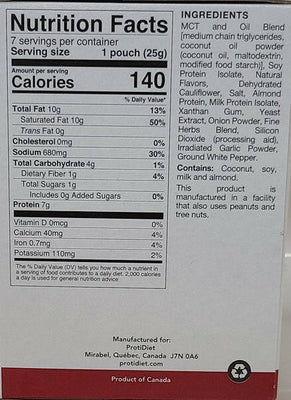 Nutrition Facts
7 servings per container
Serving size 1 pouch (25g)
Amount per serving
Calories 140
% Daily Value*
Total Fat 10g 13%
Saturated Fat 10g 50%
Trans Fat 0g
Cholesterol 0mg 0%
Sodium 680mg 30%
Total Carbohydrate 4g 1%
Dietary Fiber 1g 4%
Total Sugars 1g
Includes 0g Added Sugars 0%
Protein 7g
Vitamin D 0mcg 0%
Calcium 40mg 4%
Iron 0.7mg 4%
Potassium 110mg 2%
*The % Daily Value (DV) tells you how much a nutrient in
a serving of food contributes to a daily diet. 2,000 calories
a day is used for general nutrition advice
INGREDIENTS
MCT and Oil Blend
[medium chain triglycerides,
coconut oil powder
(coconut oil, maltodextrin,
modified food starch)], Soy
Protein Isolate, Natural
Flavors, Dehydrated
Cauliflower, Salt, Almond
Protein, Milk Protein Isolate,
Xanthan Gum, Yeast
Extract, Onion Powder, Fine
Herbs Blend, Silicon
Dioxide (processing aid),
Irradiated Garlic Powder,
Ground White Pepper.
Contains: Coconut, soy,
milk and almond.
This product is
manufactured in a facility
that also uses peanuts and
tree nuts.
Manufactured for:
ProtiDiet
Mirabel, Québec, Canada J7N 0A6
protidiet.com
Product of Canada